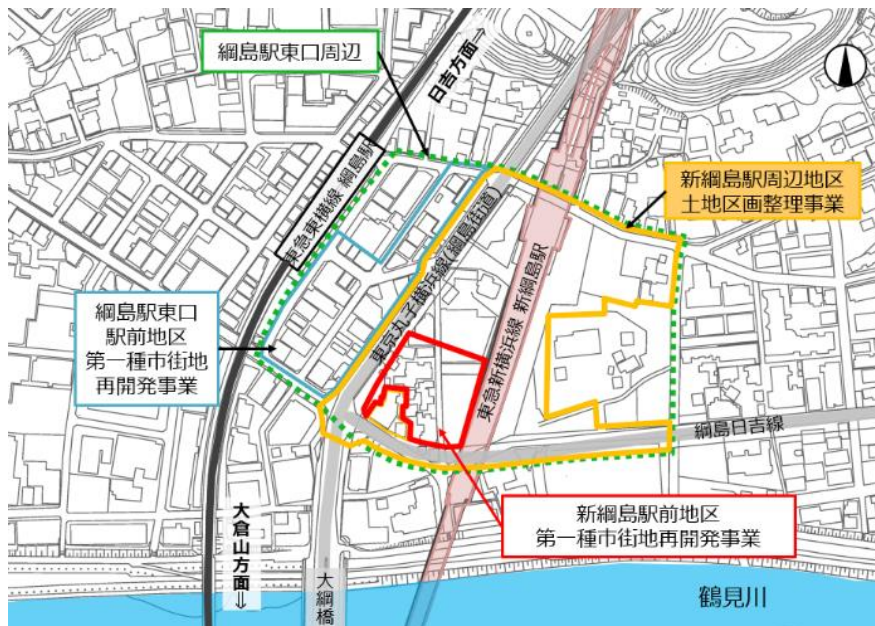 綱島駅東口周辺
日吉方面⇒
新綱島駅周辺地区
土地区画整理事業
東急東横線 綱島駅
東京丸子横浜線(綱島街道)
東急新横浜線 新綱島駅
綱島駅東口
駅前地区
第一種市街地
再開発事業
綱島日吉線
新綱島駅前地区
第一種市街地再開発事業
大倉山方面⇒
大綱橋
鶴見川